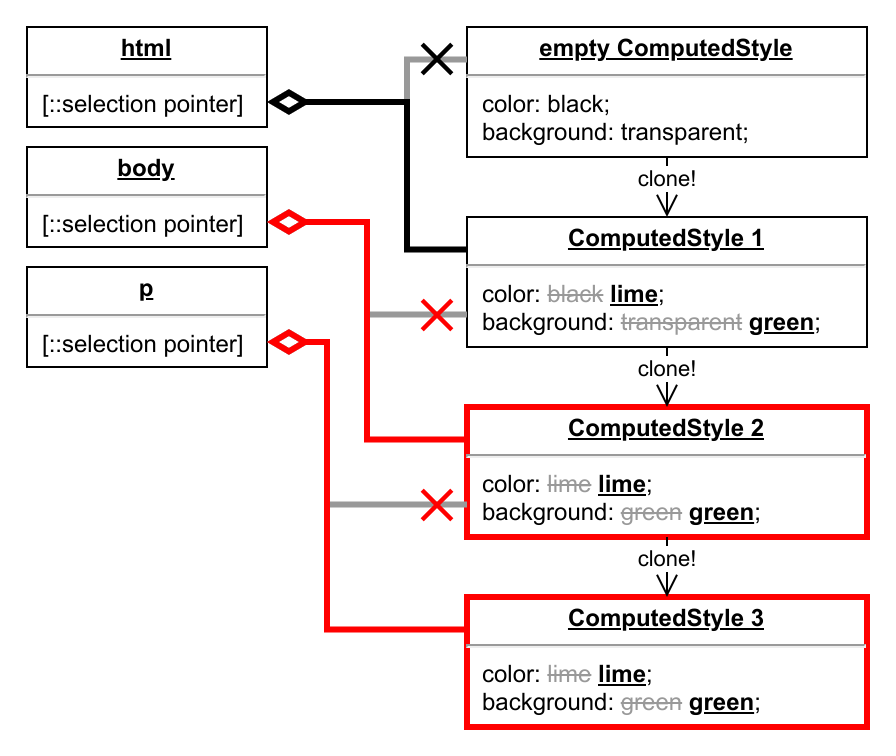 html
[::selection pointer]
body
[::selection pointer]
p
[::selection pointer]
empty ComputedStyle
color: black;
background: transparent;
clone!
ComputedStyle 1
color: black lime;
background: transparent green;
clone!
ComputedStyle 2
color: lime lime;
background: green green;
clone!
ComputedStyle 3
color: lime lime;
background: green green;